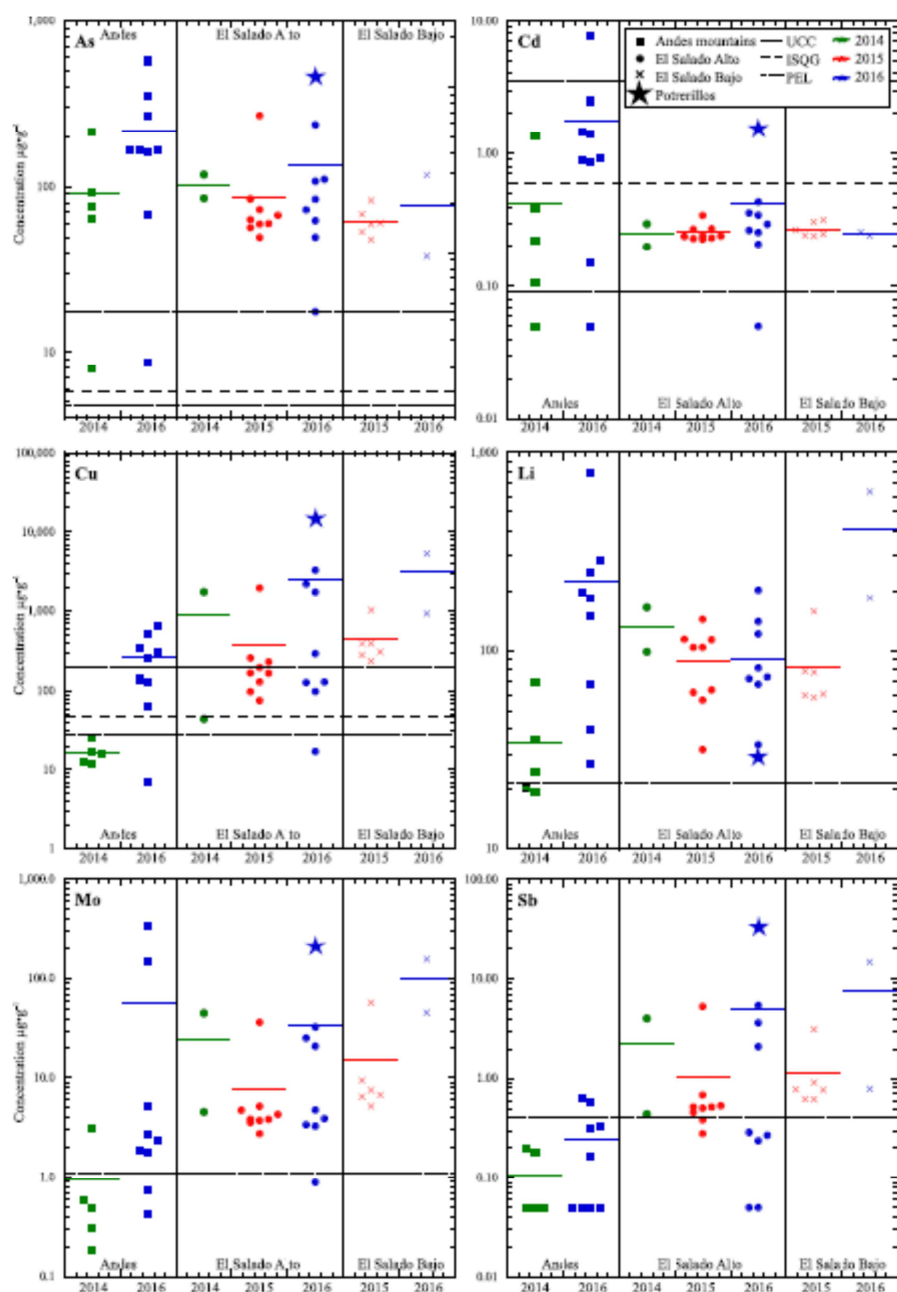 Andes El Salado A to El Salado Bajo
As
1,000
100
10
Concentration µg•g⁻¹
2014 2016 2014 2015 2016 2015 2016
Cd
10.00
1.00
0.10
0.01
Andes mountains
El Salado Alto
El Salado Bajo
Potrerillos
UCC
ISQG
PEL
2014
2015
2016
Andes El Salado Alto El Salado Bajo
2014 2016 2014 2015 2016 2015 2016
Cu
100,000
10,000
1,000
100
10
1
Concentration µg•g⁻¹
Andes El Salado A to El Salado Bajo
2014 2016 2014 2015 2016 2015 2016
Li
1,000
100
10
Andes El Salado Alto El Salado Bajo
2014 2016 2014 2015 2016 2015 2016
Mo
1,000.0
100.0
10.0
1.0
0.1
Concentration µg•g⁻¹
Andes El Salado A to El Salado Bajo
2014 2016 2014 2015 2016 2015 2016
Sb
100.00
10.00
1.00
0.10
0.01
Andes El Salado Alto El Salado Bajo
2014 2016 2014 2015 2016 2015 2016